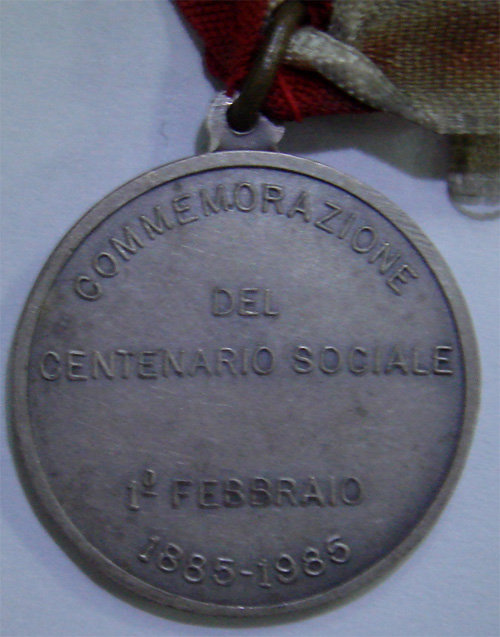 COMMEMORAZIONE
DEL
CENTENARIO SOCIALE
1º FEBBRAIO
1885-1985